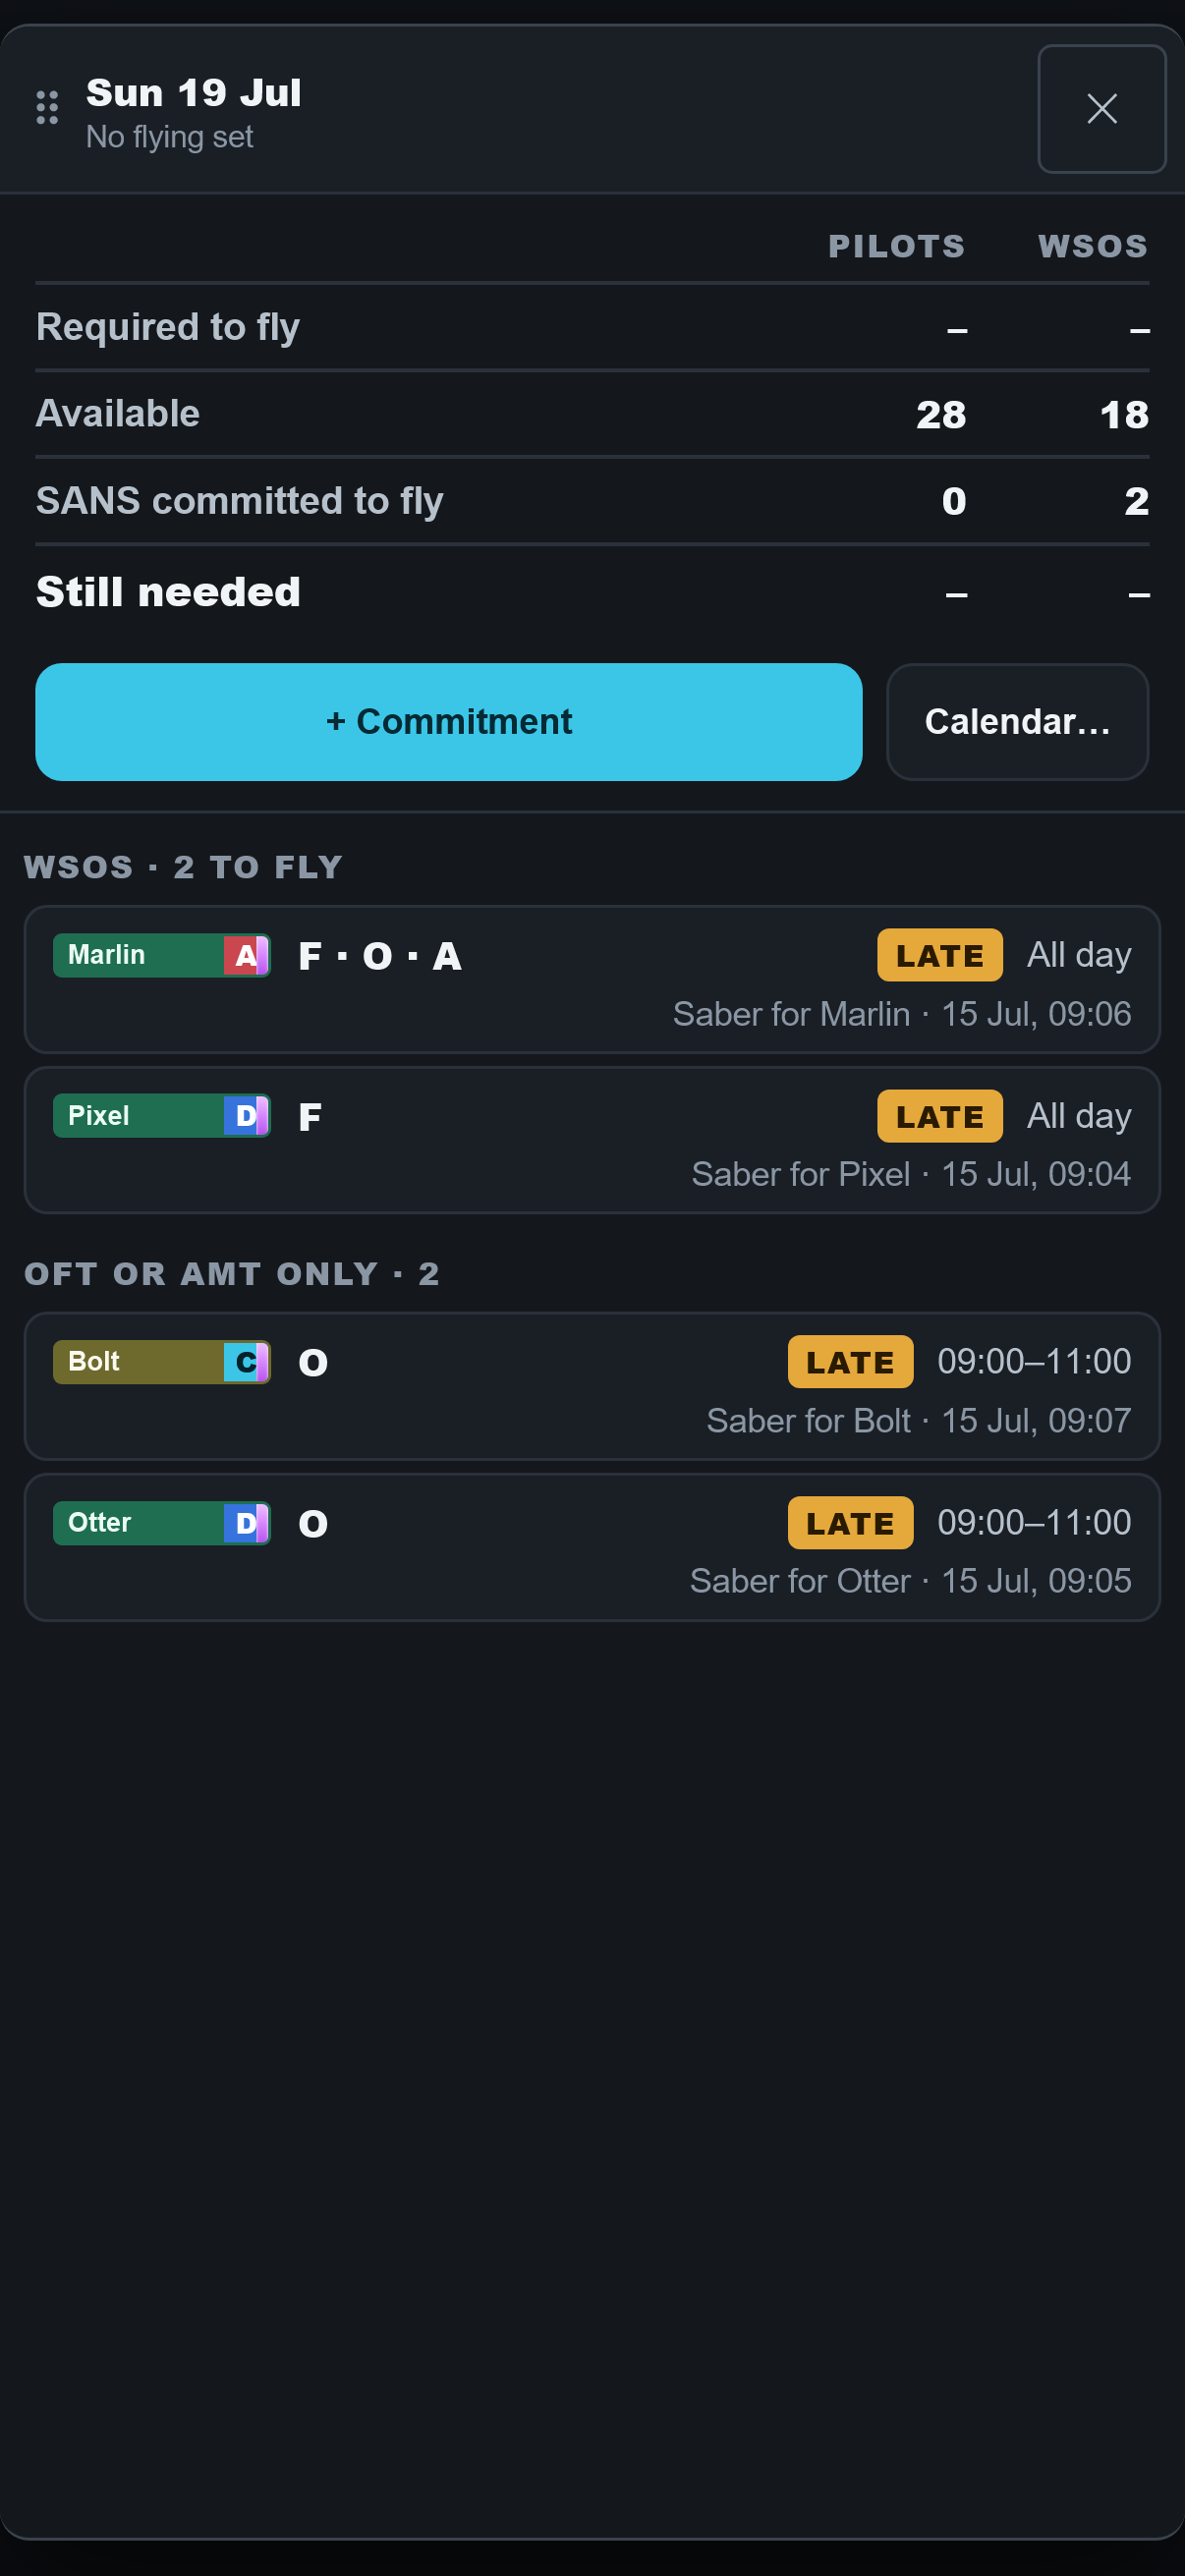 Sun 19 Jul
No flying set
PILOTS WSOS
Required to fly – –
Available 28 18
SANS committed to fly 0 2
Still needed – –
+ Commitment Calendar...
WSOS · 2 TO FLY
Marlin A F · O · A LATE All day
Saber for Marlin · 15 Jul, 09:06
Pixel D F LATE All day
Saber for Pixel · 15 Jul, 09:04
OFT OR AMT ONLY · 2
Bolt C O LATE 09:00–11:00
Saber for Bolt · 15 Jul, 09:07
Otter D O LATE 09:00–11:00
Saber for Otter · 15 Jul, 09:05